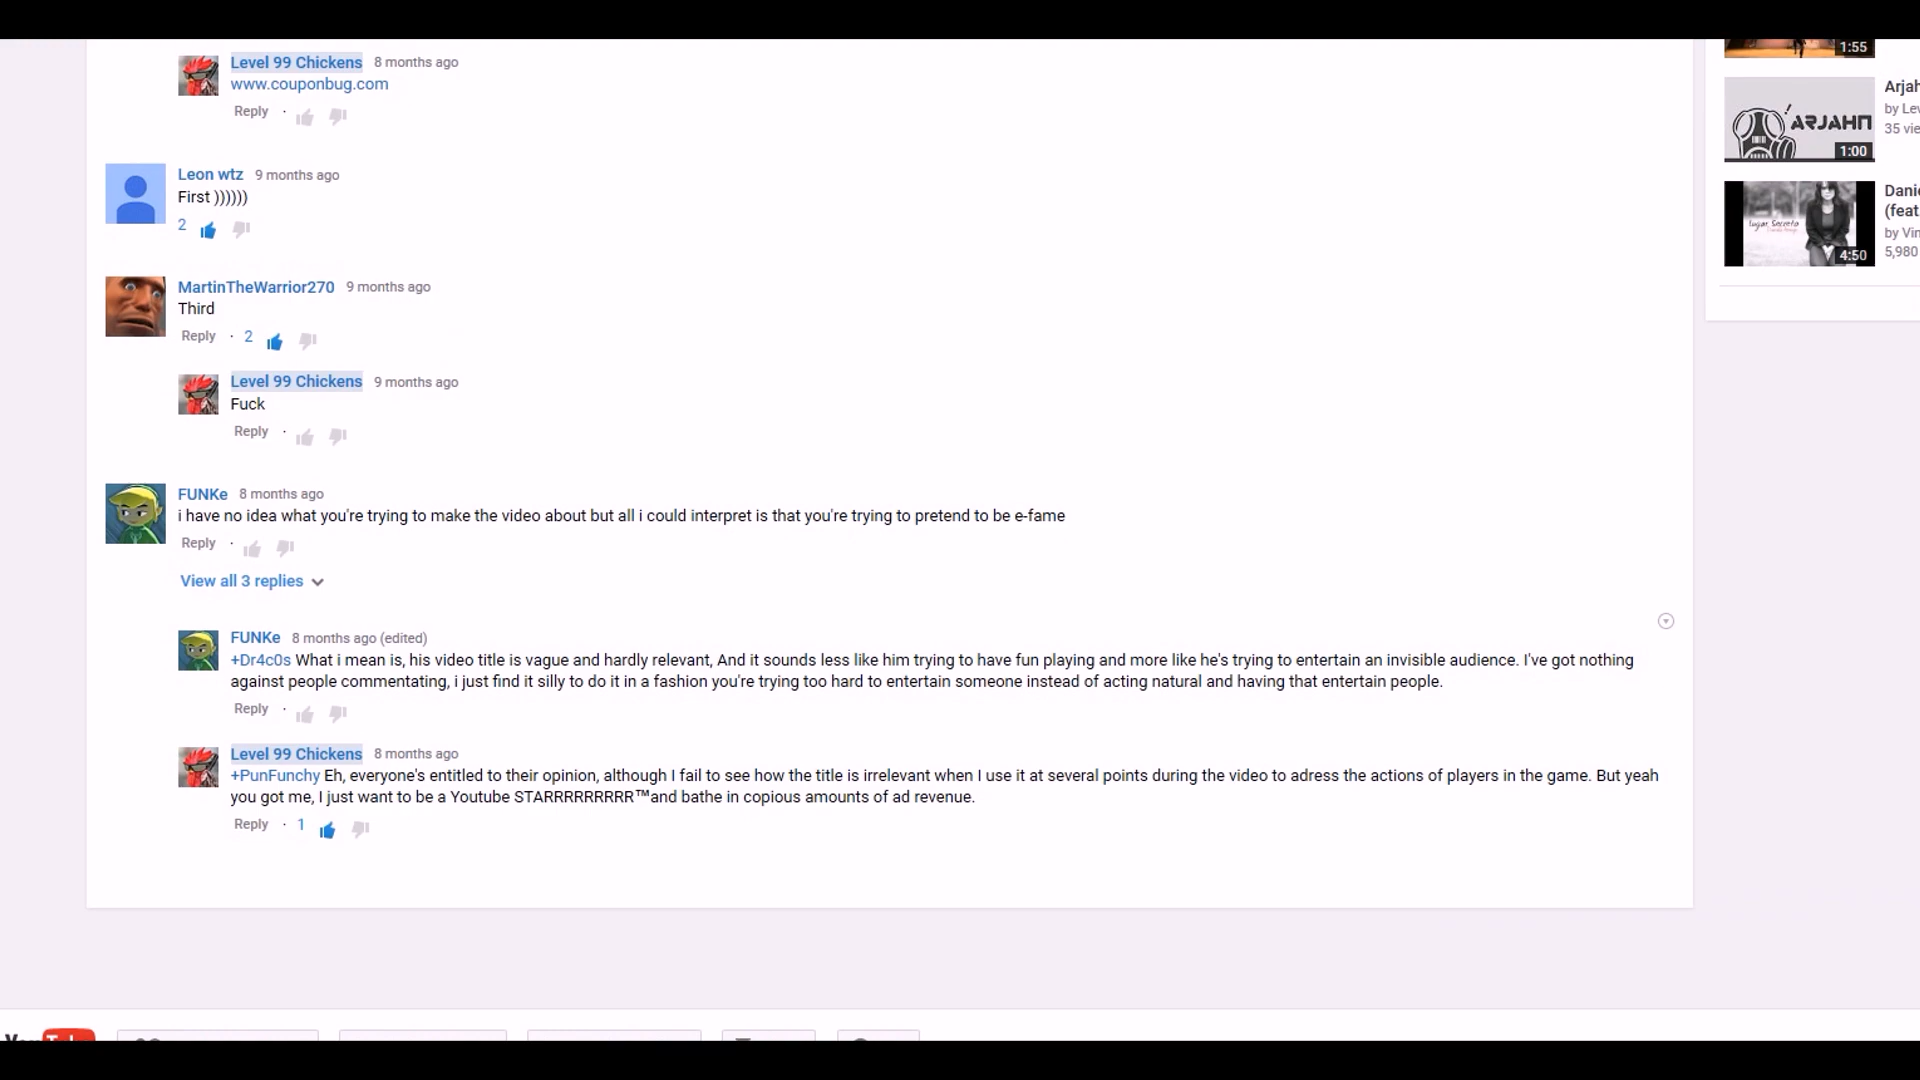 Level 99 Chickens 8 months ago
www.couponbug.com
Reply ·
Leon wtz 9 months ago
First ))))))
2
MartinTheWarrior270 9 months ago
Third
Reply · 2
Level 99 Chickens 9 months ago
Fuck
Reply ·
FUNKe 8 months ago
i have no idea what you're trying to make the video about but all i could interpret is that you're trying to pretend to be e-fame
Reply ·
View all 3 replies
FUNKe 8 months ago (edited)
+Dr4c0s What i mean is, his video title is vague and hardly relevant, And it sounds less like him trying to have fun playing and more like he's trying to entertain an invisible audience. I've got nothing
against people commentating, i just find it silly to do it in a fashion you're trying too hard to entertain someone instead of acting natural and having that entertain people.
Reply ·
Level 99 Chickens 8 months ago
+PunFunchy Eh, everyone's entitled to their opinion, although I fail to see how the title is irrelevant when I use it at several points during the video to adress the actions of players in the game. But yeah
you got me, I just want to be a Youtube STARRRRRRRRR™and bathe in copious amounts of ad revenue.
Reply · 1
1:55
ARJAHN
1:00
Arjah
by Lev
35 vie
Lugar Secreto
4:50
Danie
(feat.
by Vin
5,980